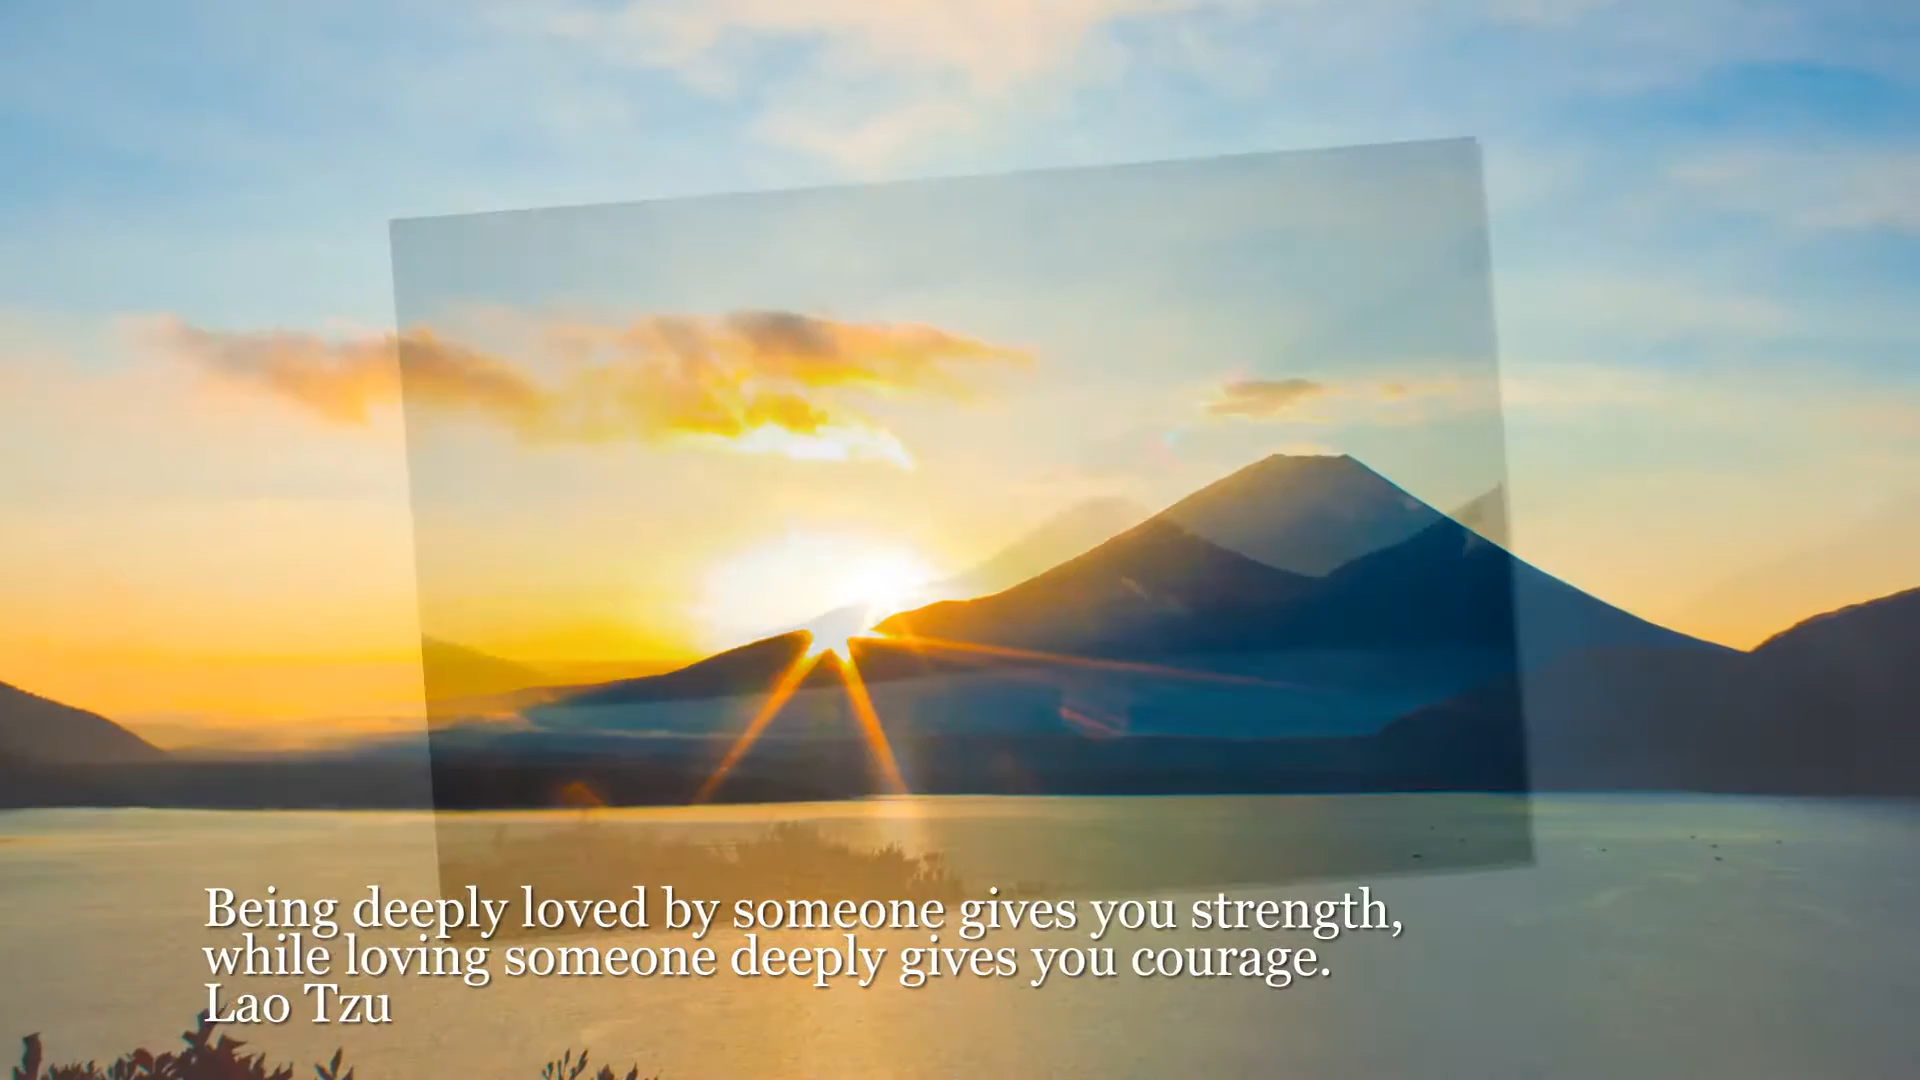 Being deeply loved by someone gives you strength,
while loving someone deeply gives you courage.
Lao Tzu